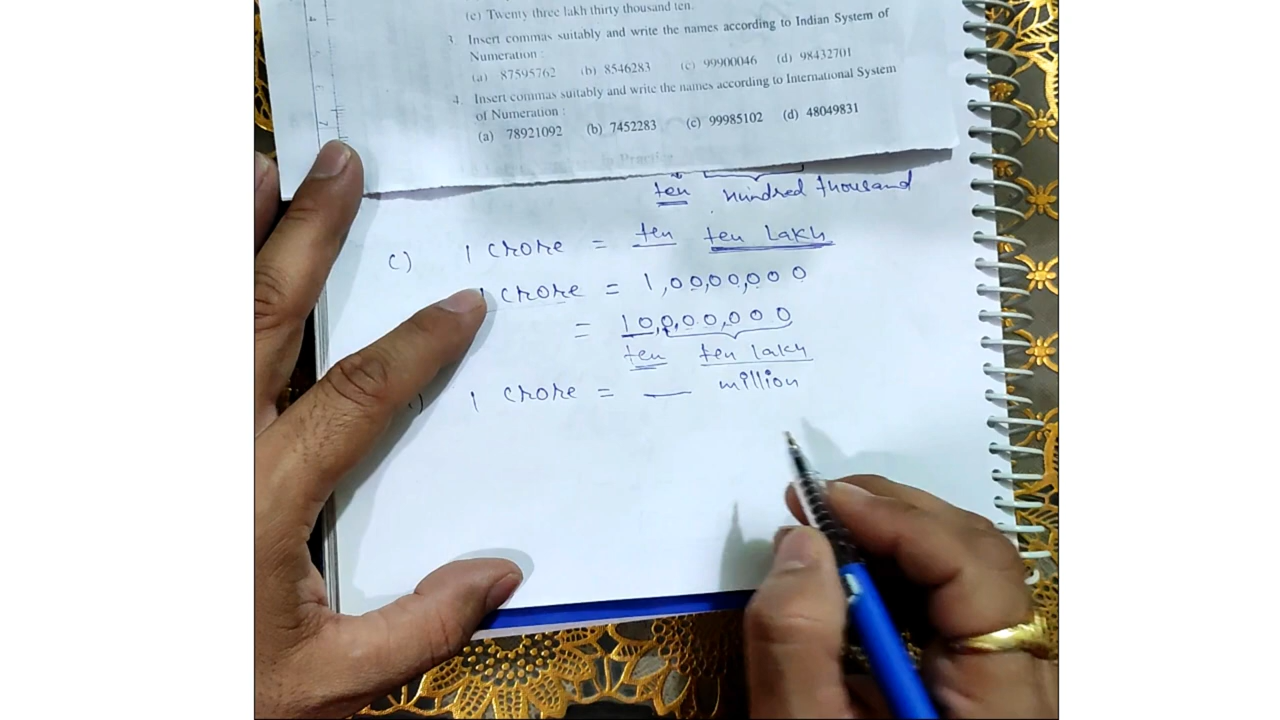 (e) Twenty three lakh thirty thousand ten.
3. Insert commas suitably and write the names according to Indian System of
Numeration :
(a) 87595762 (b) 8546283 (c) 99900046 (d) 98432701
4. Insert commas suitably and write the names according to International System
of Numeration :
(a) 78921092 (b) 7452283 (c) 99985102 (d) 48049831
ten hundred thousand
c) 1 crore = ten ten lakh
1 crore = 1,00,00,000
= 10,00,00,000
ten ten lakh
1 crore = __ million